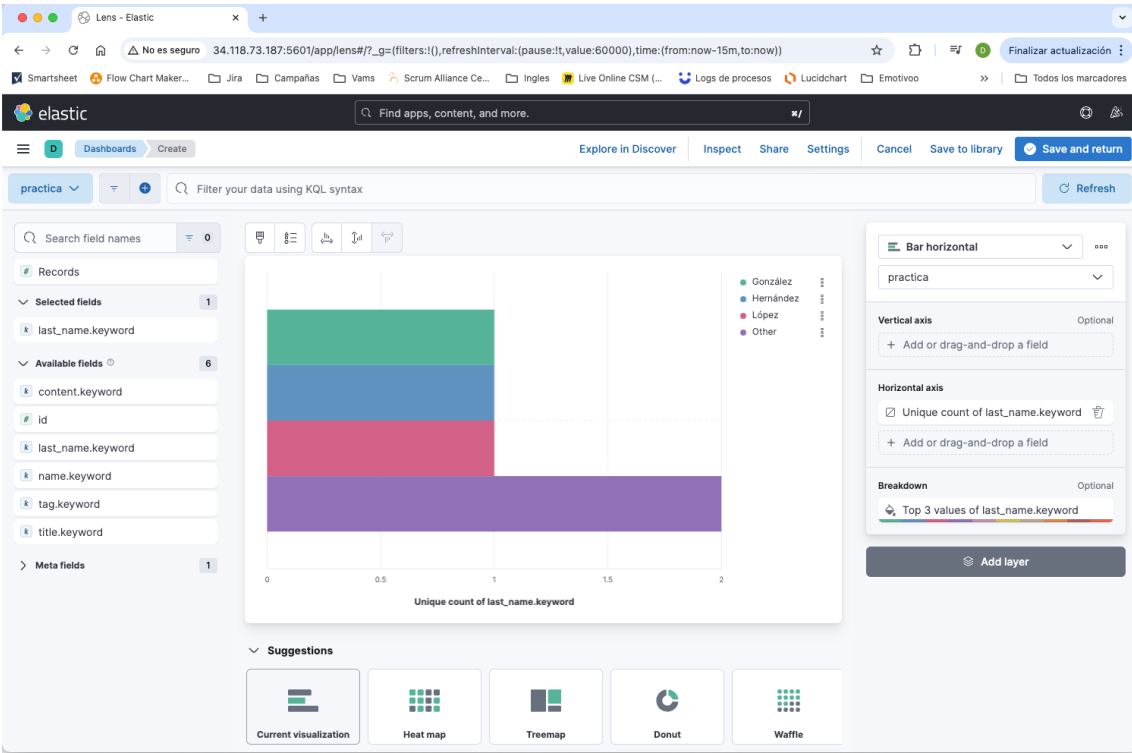 Lens - Elastic
No es seguro 34.118.73.187:5601/app/lens#/?_g=(filters:!(),refreshInterval:(pause:!t,value:60000),time:(from:now-15m,to:now)) D Finalizar actualización
Smartsheet Flow Chart Maker... Jira Campañas Vams Scrum Alliance Ce... Ingles Live Online CSM (... Logs de procesos Lucidchart Emotivoo » Todos los marcadores
elastic Find apps, content, and more. ⌘/
D Dashboards Create Explore in Discover Inspect Share Settings Cancel Save to library Save and return
practica Filter your data using KQL syntax Refresh
Search field names 0
# Records
Selected fields 1
k last_name.keyword
Available fields 6
k content.keyword
# id
k last_name.keyword
k name.keyword
k tag.keyword
k title.keyword
Meta fields 1
González
Hernández
López
Other
0 0.5 1 1.5 2
Unique count of last_name.keyword
Suggestions
Current visualization Heat map Treemap Donut Waffle
Bar horizontal
practica
Vertical axis Optional
+ Add or drag-and-drop a field
Horizontal axis
Unique count of last_name.keyword
+ Add or drag-and-drop a field
Breakdown Optional
Top 3 values of last_name.keyword
Add layer